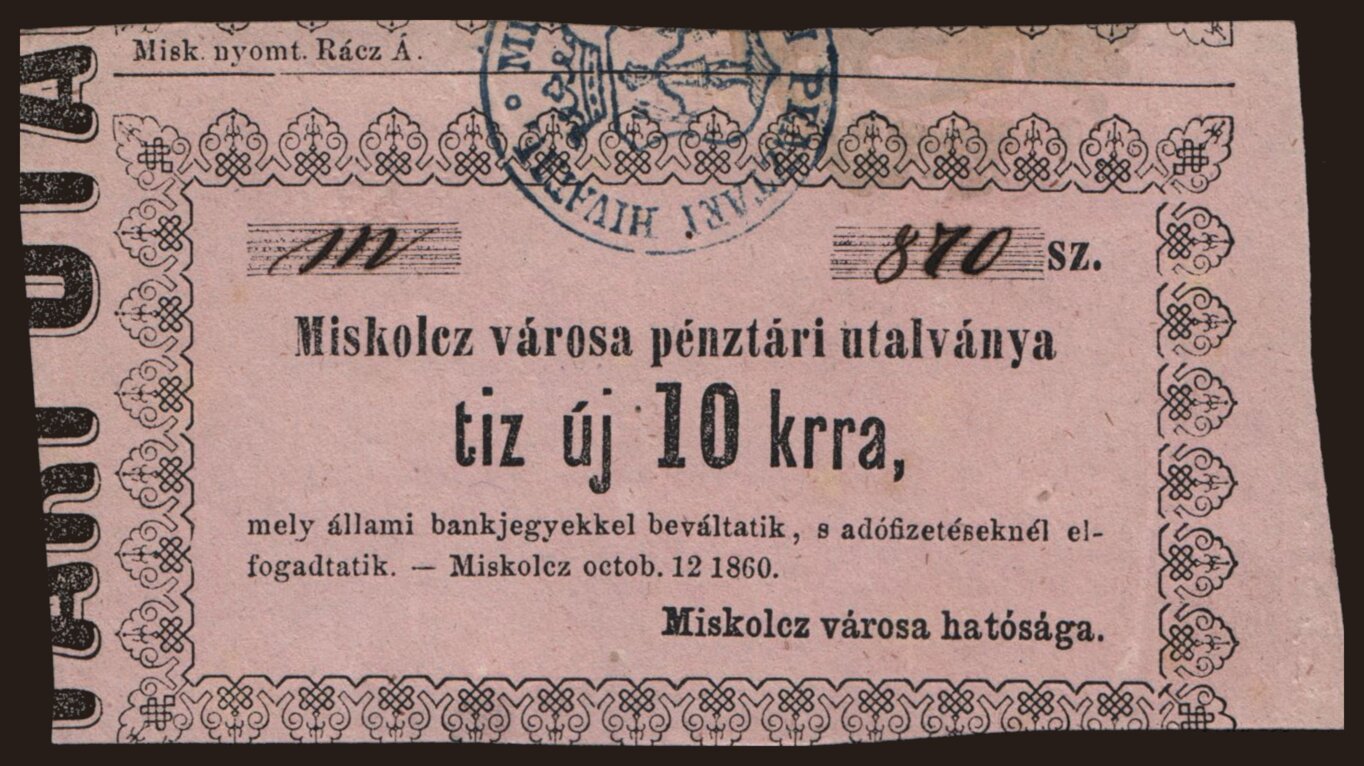 Misk. nyomt. Rácz Á.
HIVATAL
m 870 sz.
Miskolcz városa pénztári utalványa
tiz új 10 krra,
mely állami bankjegyekkel beváltatik, s adófizetéseknél el-
fogadtatik. — Miskolcz octob. 12 1860.
Miskolcz városa hatósága.